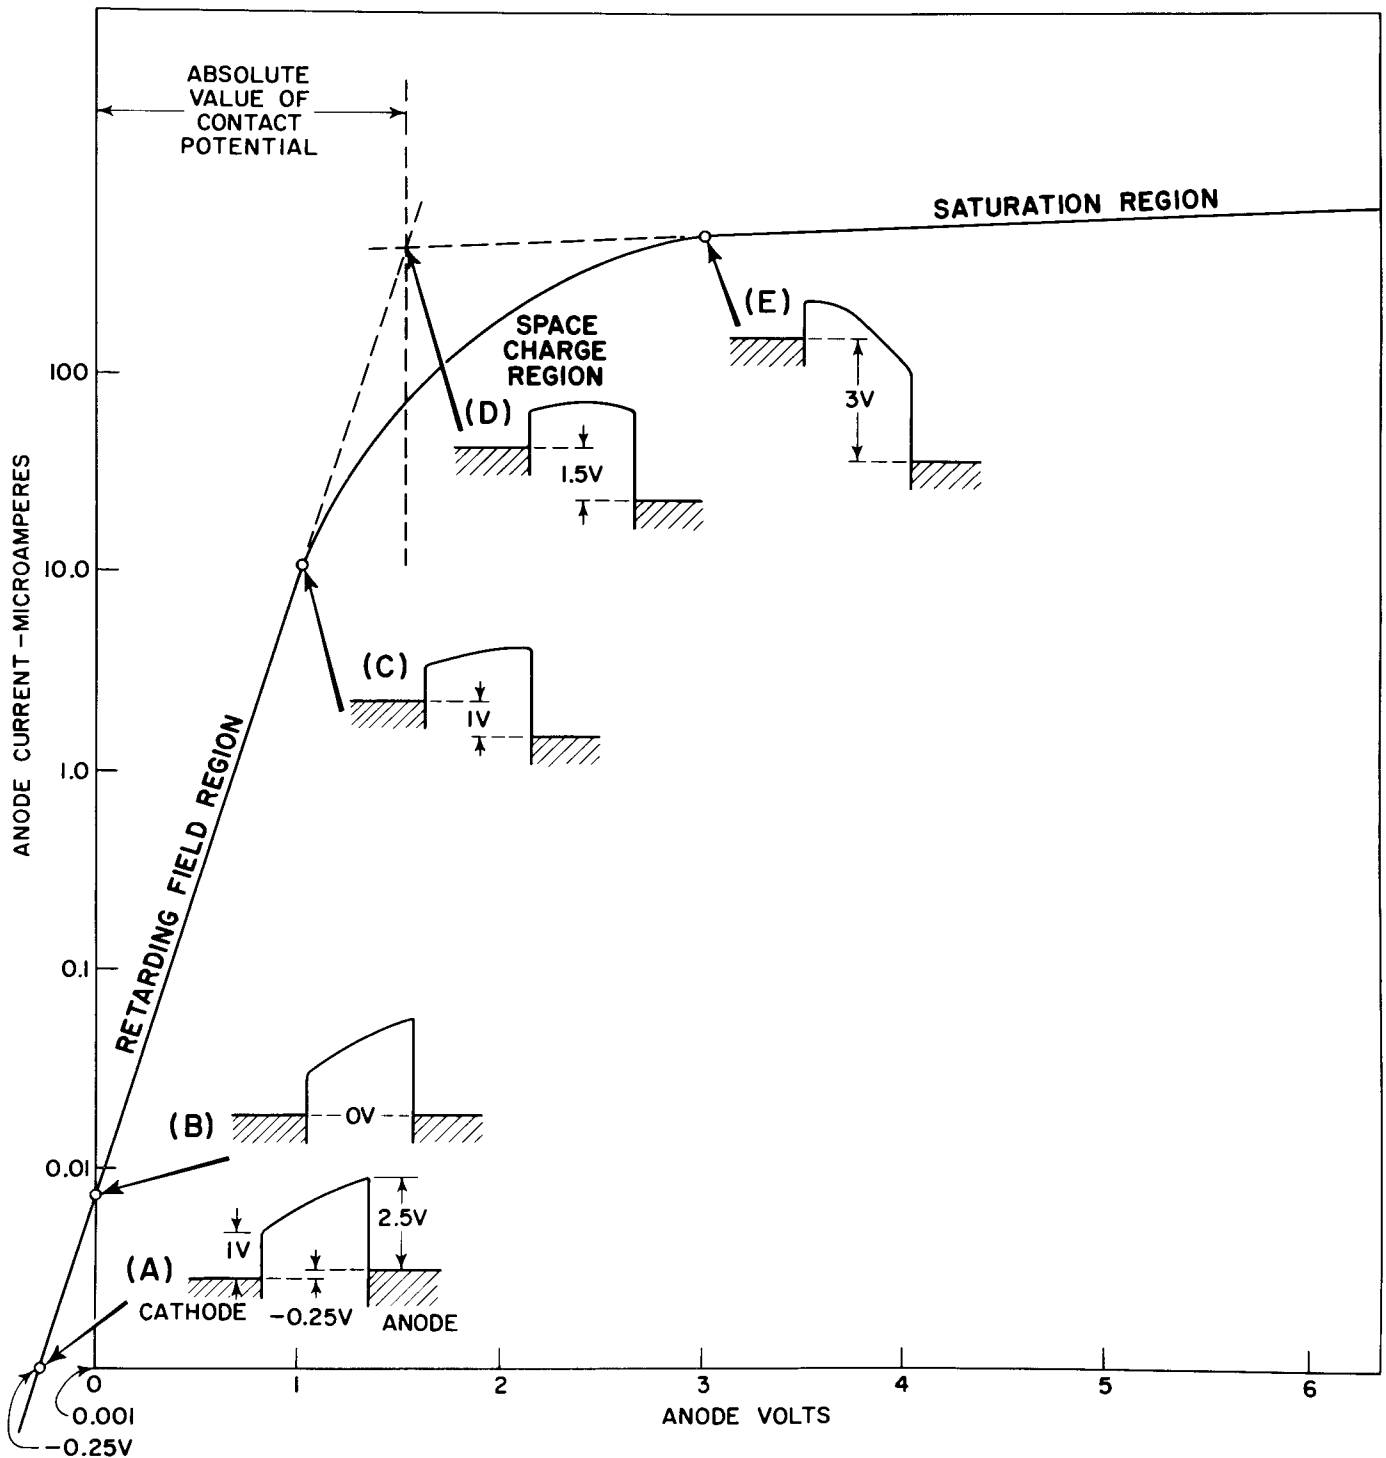 ABSOLUTE
VALUE OF
CONTACT
POTENTIAL
SATURATION REGION
(E)
3V
SPACE
CHARGE
REGION
(D)
1.5V
100
10.0
1.0
0.1
0.01
ANODE CURRENT – MICROAMPERES
(C)
1V
RETARDING FIELD REGION
(B)
0V
(A)
1V
2.5V
-0.25V
CATHODE
ANODE
0 1 2 3 4 5 6
0.001
-0.25V
ANODE VOLTS